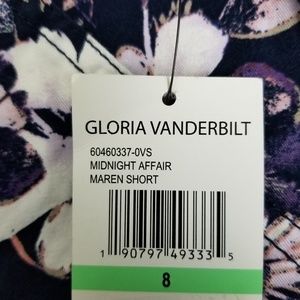 GLORIA VANDERBILT
60460337-0VS
MIDNIGHT AFFAIR
MAREN SHORT
1 90797 49333 5
8